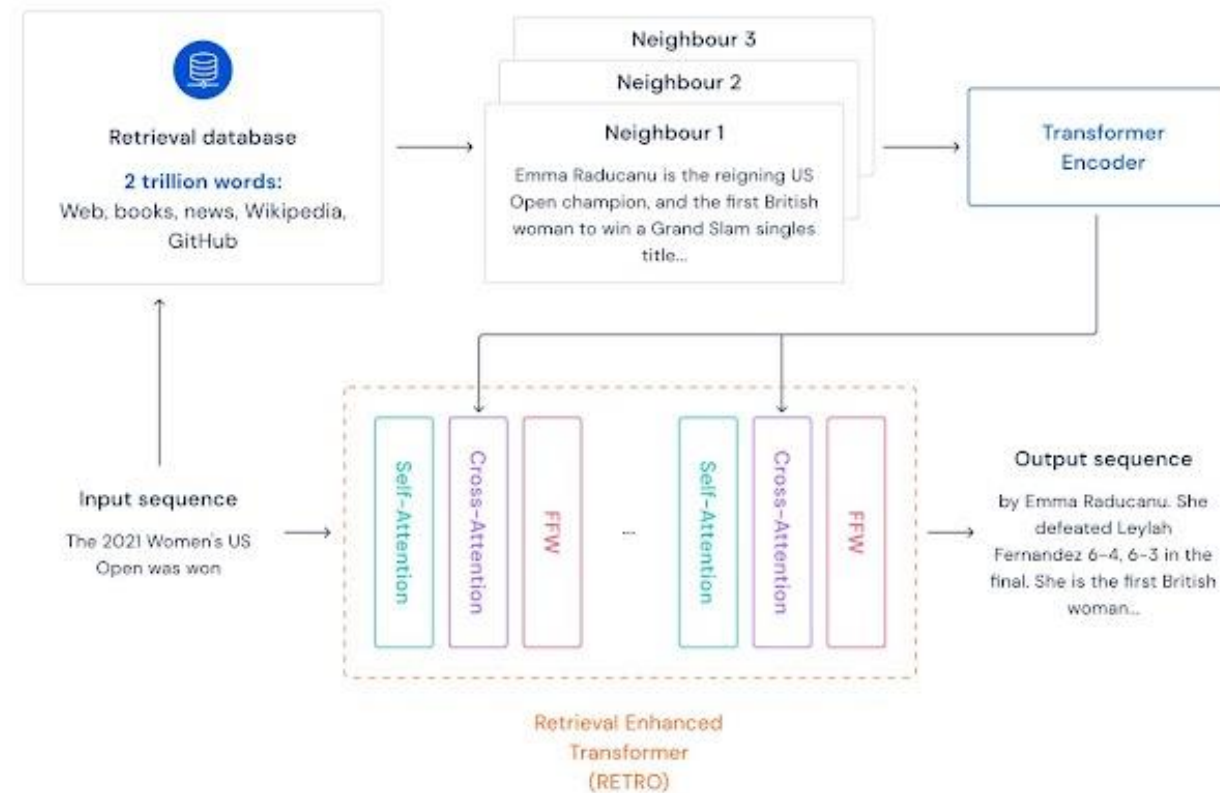 Retrieval database
2 trillion words:
Web, books, news, Wikipedia,
GitHub
Neighbour 3
Neighbour 2
Neighbour 1
Emma Raducanu is the reigning US
Open champion, and the first British
woman to win a Grand Slam singles
title...
Transformer
Encoder
Input sequence
The 2021 Women's US
Open was won
Self-Attention
Cross-Attention
FFW
...
Self-Attention
Cross-Attention
FFW
Output sequence
by Emma Raducanu. She
defeated Leylah
Fernandez 6-4, 6-3 in the
final. She is the first British
woman...
Retrieval Enhanced
Transformer
(RETRO)